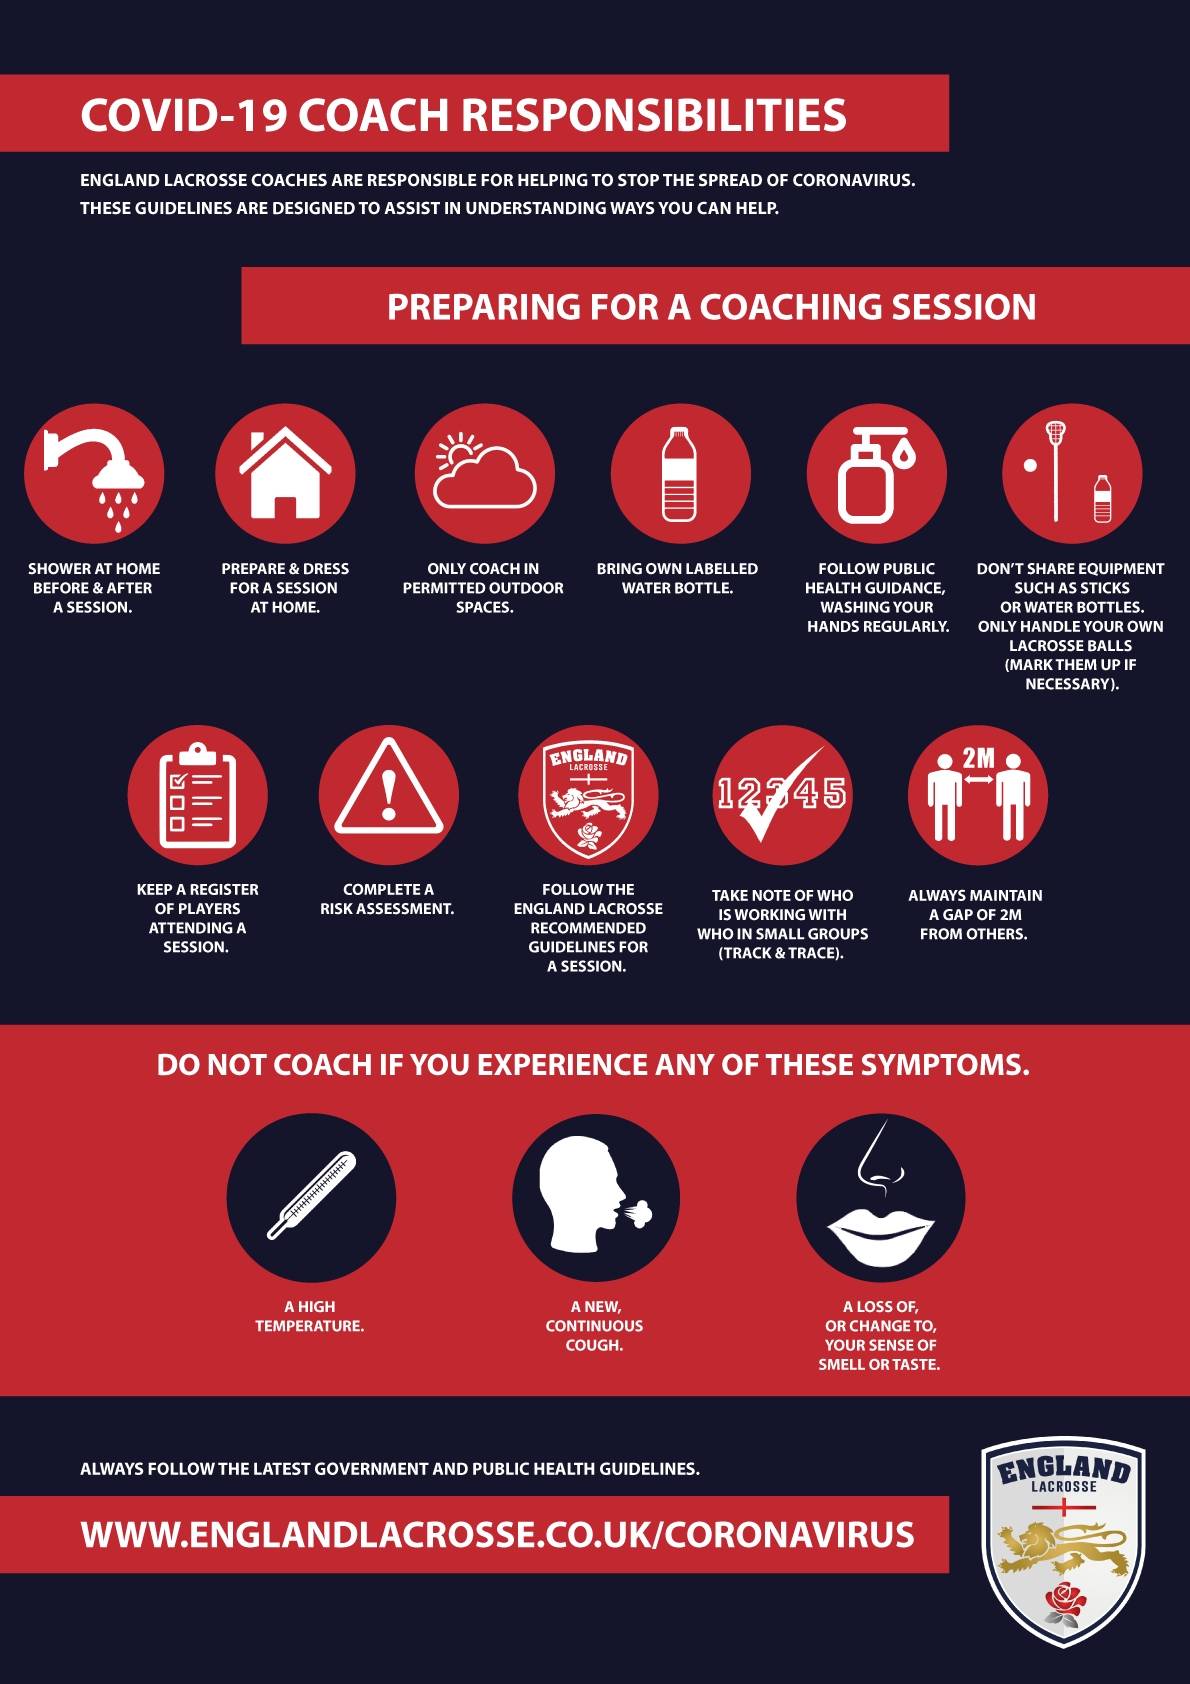 COVID-19 COACH RESPONSIBILITIES
ENGLAND LACROSSE COACHES ARE RESPONSIBLE FOR HELPING TO STOP THE SPREAD OF CORONAVIRUS.
THESE GUIDELINES ARE DESIGNED TO ASSIST IN UNDERSTANDING WAYS YOU CAN HELP.
PREPARING FOR A COACHING SESSION
SHOWER AT HOME
BEFORE & AFTER
A SESSION.
PREPARE & DRESS
FOR A SESSION
AT HOME.
ONLY COACH IN
PERMITTED OUTDOOR
SPACES.
BRING OWN LABELLED
WATER BOTTLE.
FOLLOW PUBLIC
HEALTH GUIDANCE,
WASHING YOUR
HANDS REGULARLY.
DON'T SHARE EQUIPMENT
SUCH AS STICKS
OR WATER BOTTLES.
ONLY HANDLE YOUR OWN
LACROSSE BALLS
(MARK THEM UP IF
NECESSARY).
KEEP A REGISTER
OF PLAYERS
ATTENDING A
SESSION.
COMPLETE A
RISK ASSESSMENT.
ENGLAND
LACROSSE
FOLLOW THE
ENGLAND LACROSSE
RECOMMENDED
GUIDELINES FOR
A SESSION.
12345
TAKE NOTE OF WHO
IS WORKING WITH
WHO IN SMALL GROUPS
(TRACK & TRACE).
2M
ALWAYS MAINTAIN
A GAP OF 2M
FROM OTHERS.
DO NOT COACH IF YOU EXPERIENCE ANY OF THESE SYMPTOMS.
A HIGH
TEMPERATURE.
A NEW,
CONTINUOUS
COUGH.
A LOSS OF,
OR CHANGE TO,
YOUR SENSE OF
SMELL OR TASTE.
ALWAYS FOLLOW THE LATEST GOVERNMENT AND PUBLIC HEALTH GUIDELINES.
WWW.ENGLANDLACROSSE.CO.UK/CORONAVIRUS
ENGLAND
LACROSSE